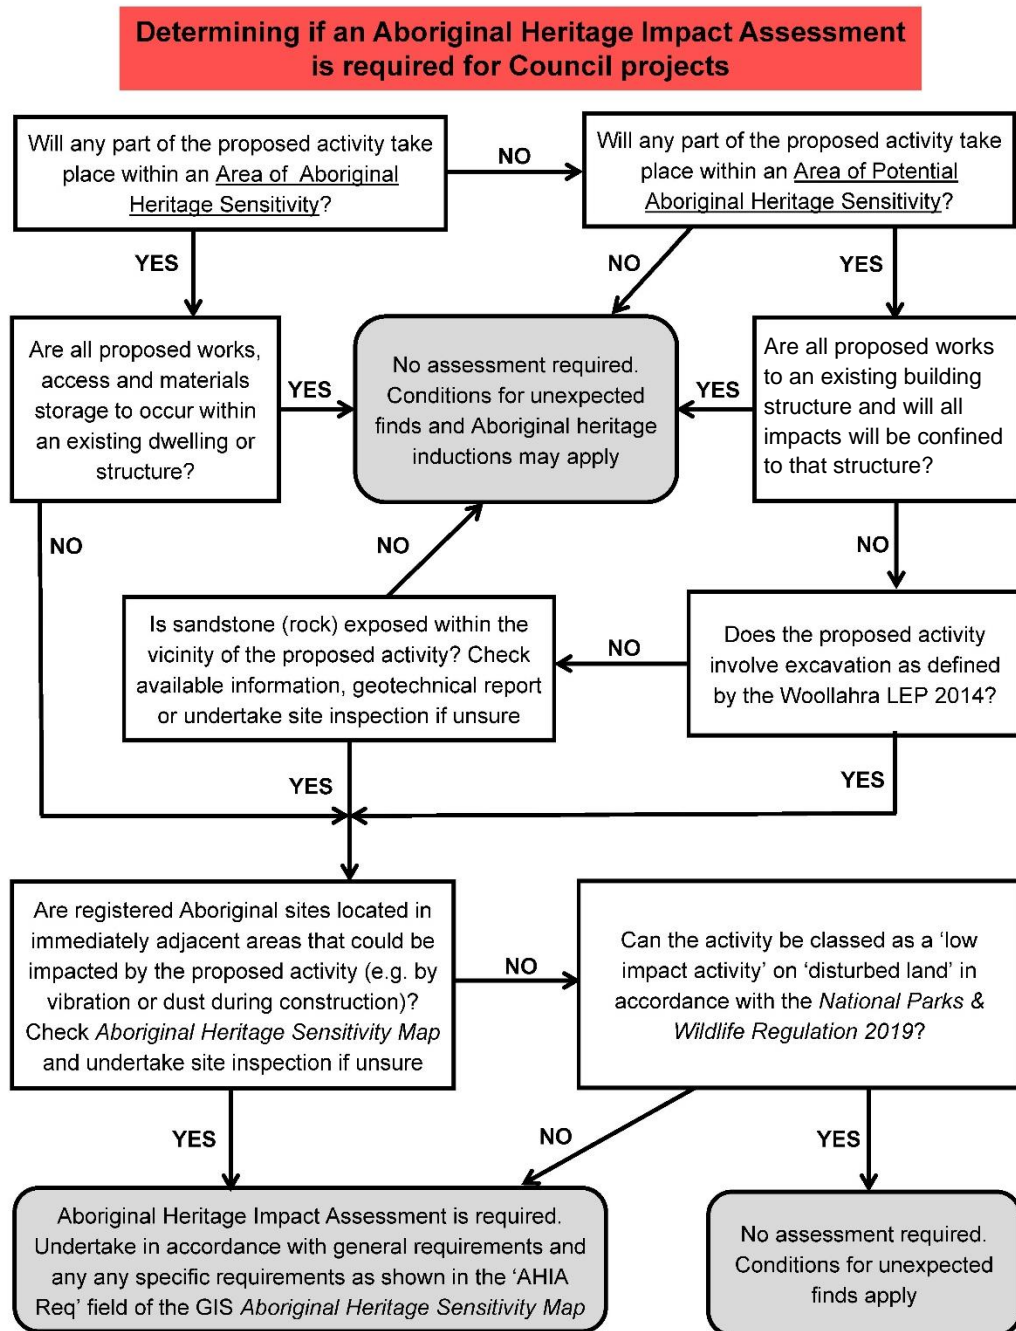 Determining if an Aboriginal Heritage Impact Assessment
is required for Council projects
Will any part of the proposed activity take
place within an Area of Aboriginal
Heritage Sensitivity?
NO
Will any part of the proposed activity take
place within an Area of Potential
Aboriginal Heritage Sensitivity?
YES
NO
YES
Are all proposed works,
access and materials
storage to occur within
an existing dwelling or
structure?
YES
No assessment required.
Conditions for unexpected
finds and Aboriginal heritage
inductions may apply
YES
Are all proposed works
to an existing building
structure and will all
impacts will be confined
to that structure?
NO
NO
NO
Is sandstone (rock) exposed within the
vicinity of the proposed activity? Check
available information, geotechnical report
or undertake site inspection if unsure
NO
Does the proposed activity
involve excavation as defined
by the Woollahra LEP 2014?
YES
YES
Are registered Aboriginal sites located in
immediately adjacent areas that could be
impacted by the proposed activity (e.g. by
vibration or dust during construction)?
Check Aboriginal Heritage Sensitivity Map
and undertake site inspection if unsure
NO
Can the activity be classed as a ‘low
impact activity’ on ‘disturbed land’ in
accordance with the National Parks &
Wildlife Regulation 2019?
YES
NO
YES
Aboriginal Heritage Impact Assessment is required.
Undertake in accordance with general requirements and
any any specific requirements as shown in the ‘AHIA
Req’ field of the GIS Aboriginal Heritage Sensitivity Map
No assessment required.
Conditions for unexpected
finds apply